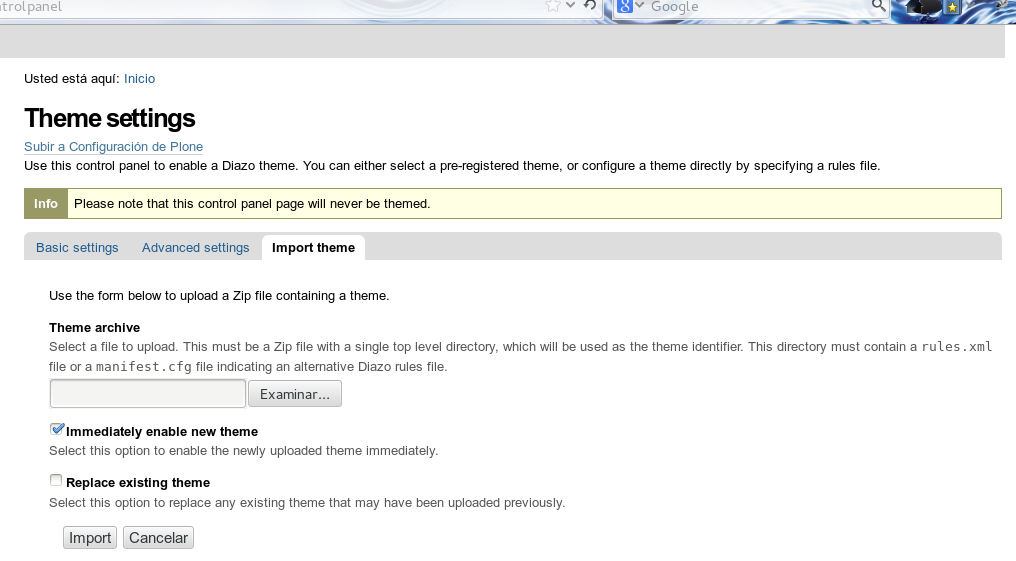 ntrolpanel
Google
Usted está aquí: Inicio
Theme settings
Subir a Configuración de Plone
Use this control panel to enable a Diazo theme. You can either select a pre-registered theme, or configure a theme directly by specifying a rules file.
Info Please note that this control panel page will never be themed.
Basic settings Advanced settings Import theme
Use the form below to upload a Zip file containing a theme.
Theme archive
Select a file to upload. This must be a Zip file with a single top level directory, which will be used as the theme identifier. This directory must contain a rules.xml
file or a manifest.cfg file indicating an alternative Diazo rules file.
Examinar...
Immediately enable new theme
Select this option to enable the newly uploaded theme immediately.
Replace existing theme
Select this option to replace any existing theme that may have been uploaded previously.
Import Cancelar